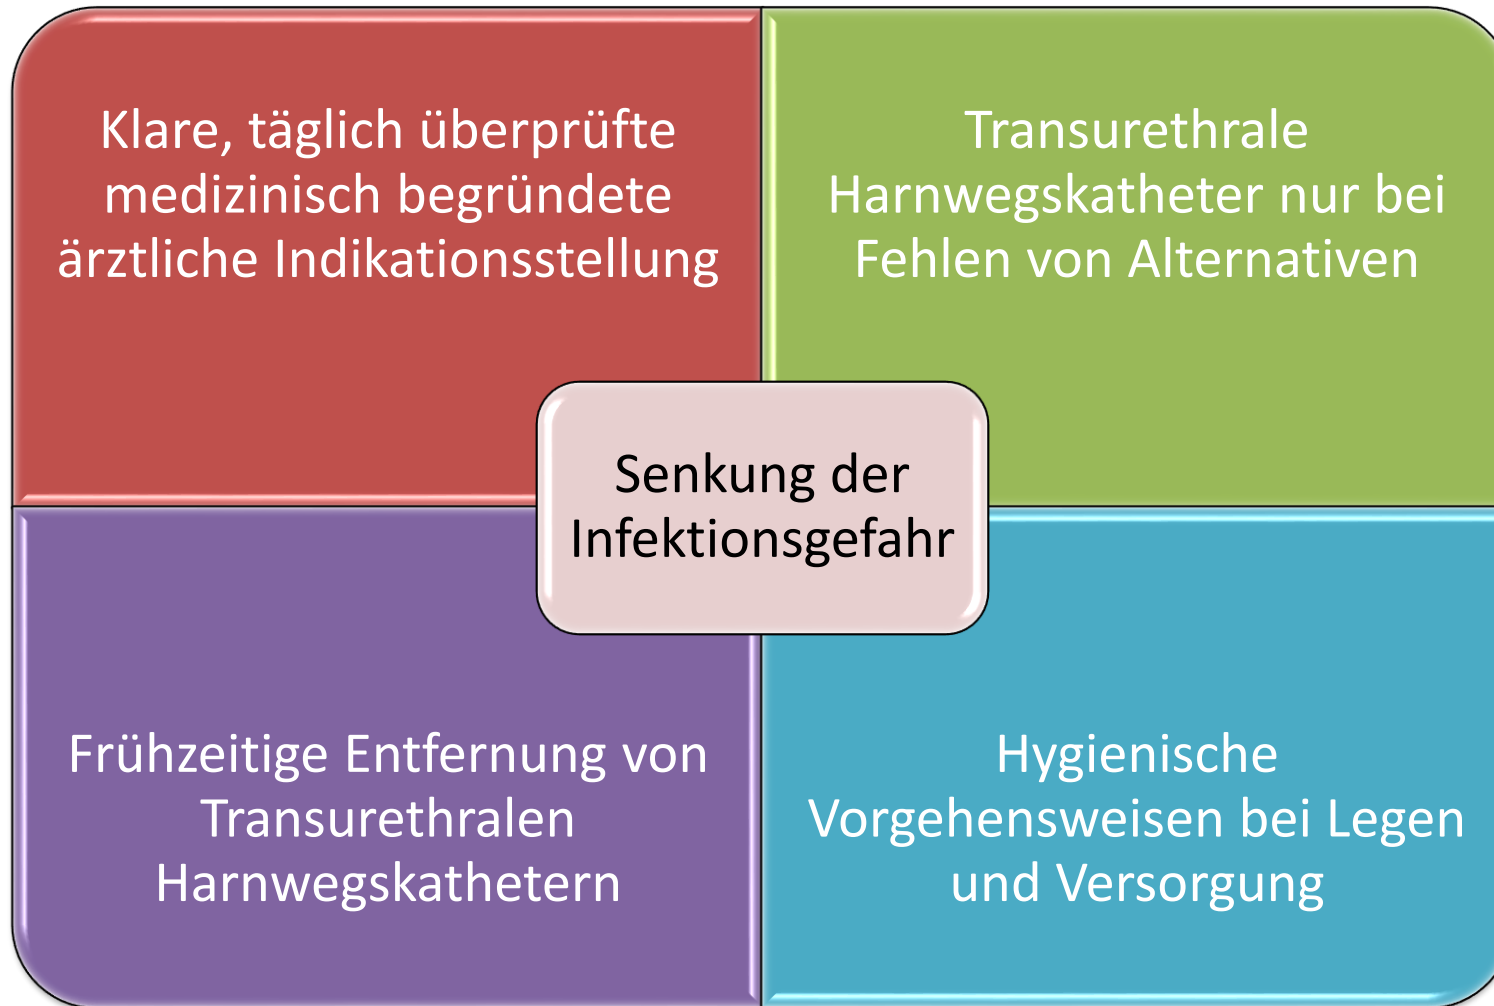 Klare, täglich überprüfte
medizinisch begründete
ärztliche Indikationsstellung
Transurethrale
Harnwegskatheter nur bei
Fehlen von Alternativen
Senkung der
Infektionsgefahr
Frühzeitige Entfernung von
Transurethralen
Harnwegskathetern
Hygienische
Vorgehensweisen bei Legen
und Versorgung